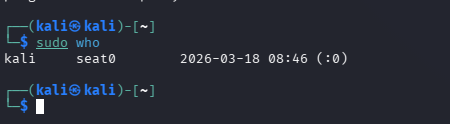 ┌──(kali㉿kali)-[~]
└─$ sudo who
kali     seat0        2026-03-18 08:46 (:0)
┌──(kali㉿kali)-[~]
└─$